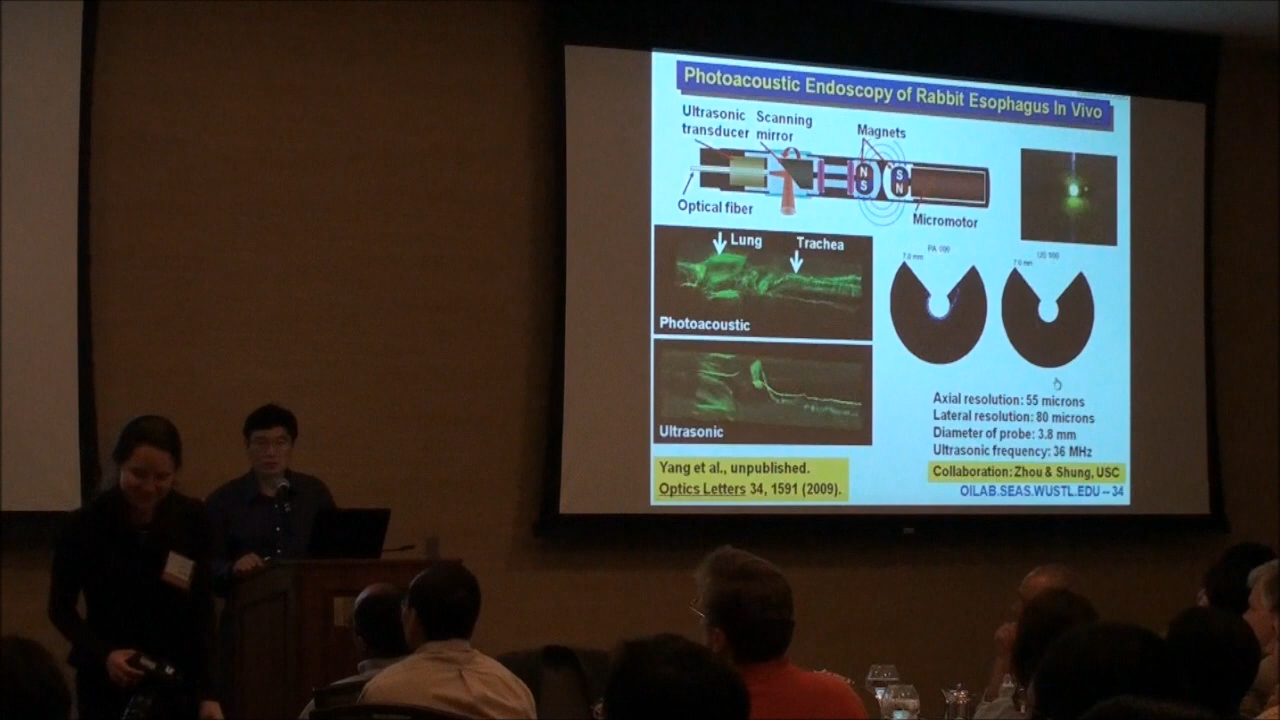 Photoacoustic Endoscopy of Rabbit Esophagus In Vivo
Ultrasonic
transducer
Scanning
mirror
Magnets
N
S
S
N
Optical fiber
Micromotor
Lung
Trachea
Photoacoustic
Ultrasonic
PA 100
7.0 mm
US 100
7.0 mm
Axial resolution: 55 microns
Lateral resolution: 80 microns
Diameter of probe: 3.8 mm
Ultrasonic frequency: 36 MHz
Yang et al., unpublished.
Optics Letters 34, 1591 (2009).
Collaboration: Zhou & Shung, USC
OILAB.SEAS.WUSTL.EDU – 34